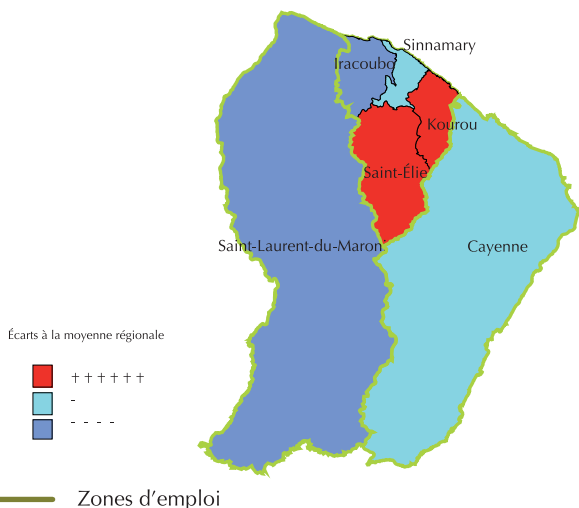 Sinnamary
Iracoubo
Kourou
Saint-Élie
Saint-Laurent-du-Maron.
Cayenne
Écarts à la moyenne régionale
++++++
-
- - - -
Zones d’emploi